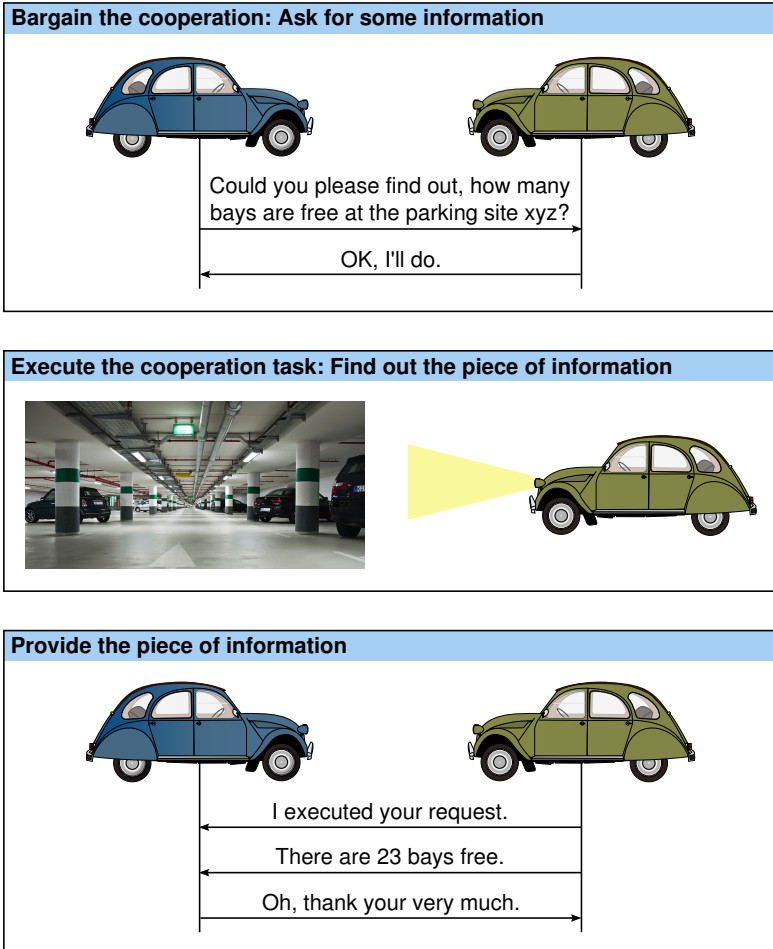 Bargain the cooperation: Ask for some information
Could you please find out, how many
bays are free at the parking site xyz?
OK, I'll do.
Execute the cooperation task: Find out the piece of information
Provide the piece of information
I executed your request.
There are 23 bays free.
Oh, thank your very much.